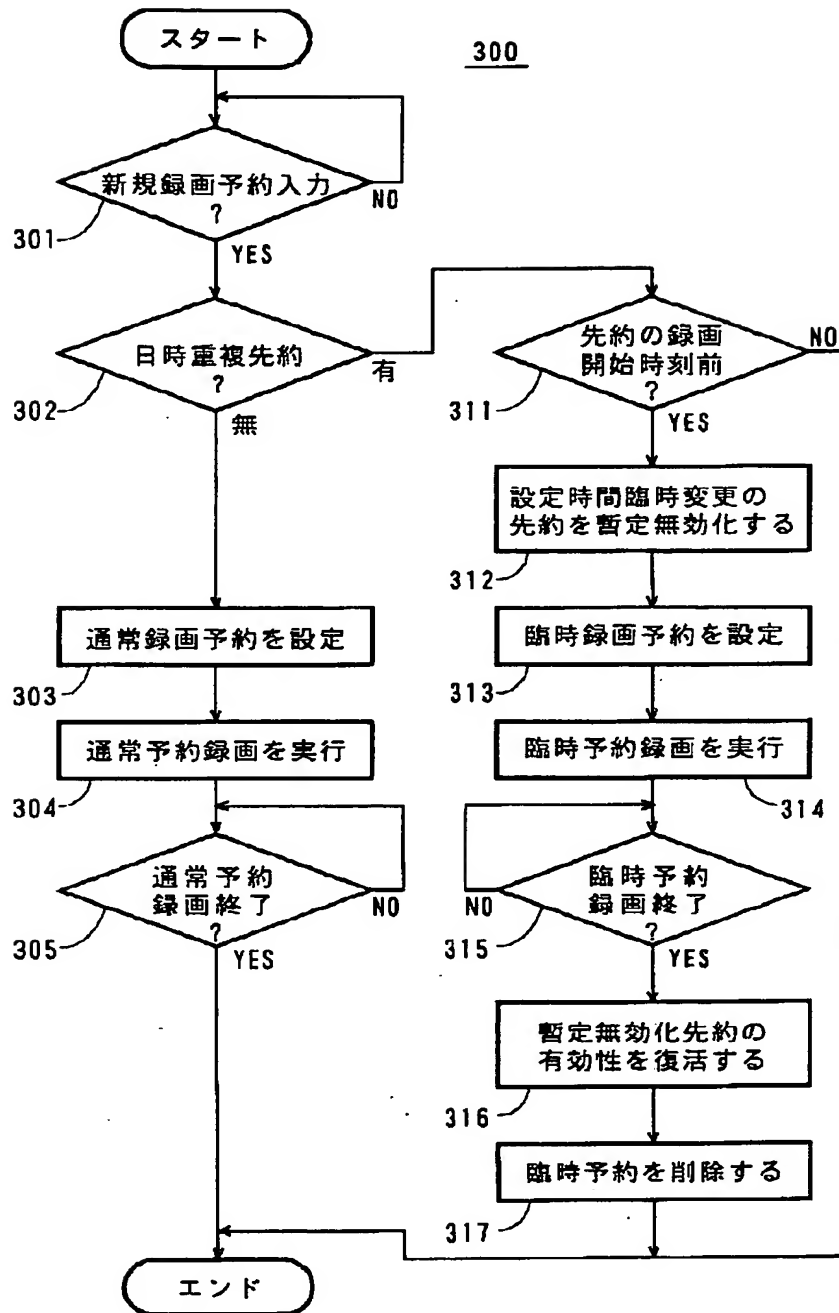 スタート
300
新規録画予約入力
?
NO
301
YES
日時重複先約
?
有
302
無
先約の録画
開始時刻前
?
NO
311
YES
設定時間臨時変更の
先約を暫定無効化する
312
通常録画予約を設定
303
臨時録画予約を設定
313
通常予約録画を実行
304
臨時予約録画を実行
314
通常予約
録画終了
?
NO
305
YES
臨時予約
録画終了
?
NO
315
YES
暫定無効化先約の
有効性を復活する
316
臨時予約を削除する
317
エンド